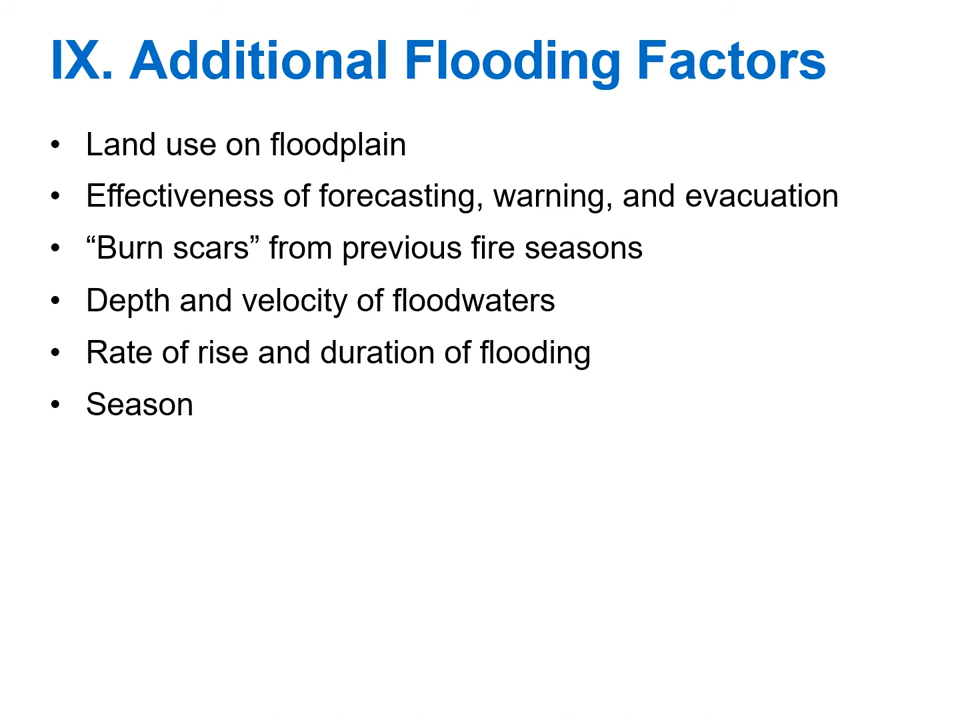 IX. Additional Flooding Factors
• Land use on floodplain
• Effectiveness of forecasting, warning, and evacuation
• “Burn scars” from previous fire seasons
• Depth and velocity of floodwaters
• Rate of rise and duration of flooding
• Season